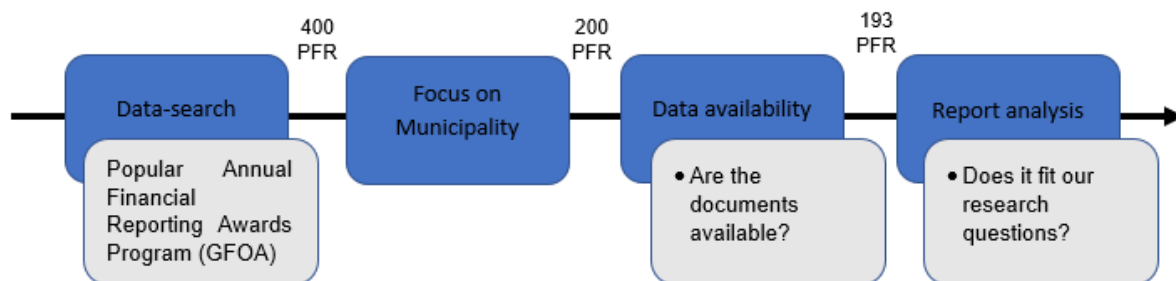 400
PFR
200
PFR
193
PFR
Data-search
Focus on
Municipality
Data availability
Report analysis
Popular Annual
Financial
Reporting Awards
Program (GFOA)
• Are the
documents
available?
• Does it fit our
research
questions?